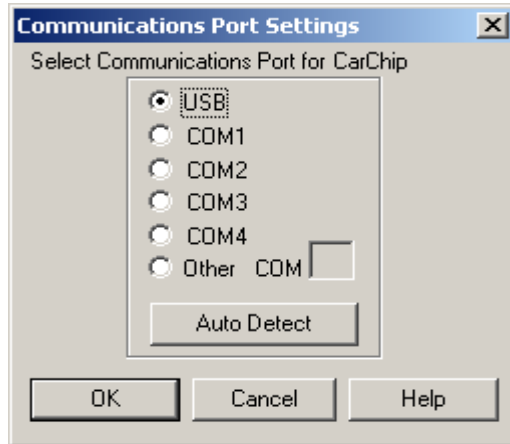 Communications Port Settings
Select Communications Port for CarChip
USB
COM1
COM2
COM3
COM4
Other COM
Auto Detect
OK Cancel Help